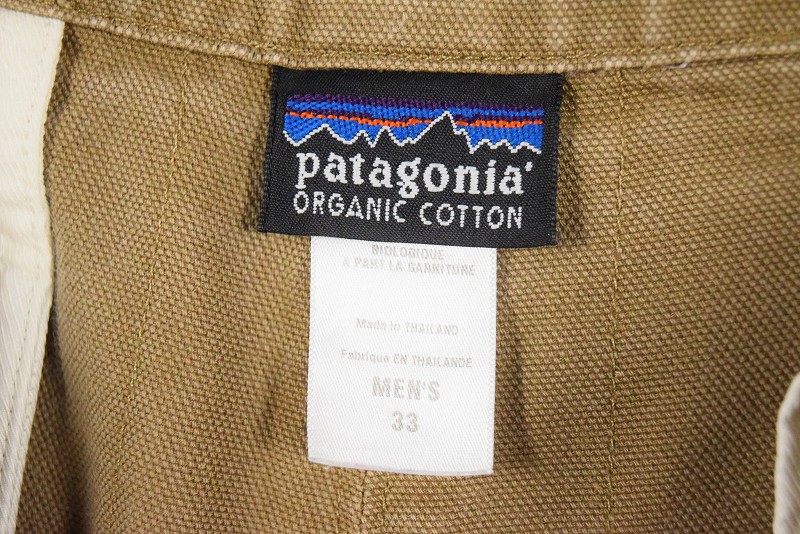 patagonia®
ORGANIC COTTON
BIOLOGIQUE
À PART LA GARNITURE
Made in THAILAND
Fabriqué EN THAILANDE
MEN'S
33